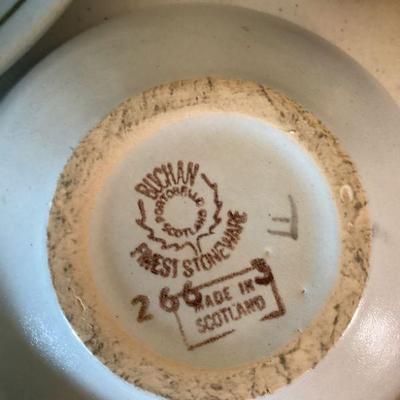 BUCHAN
PORTOBELLO
SCOTLAND
FINEST STONEWARE
266
MADE IN
SCOTLAND